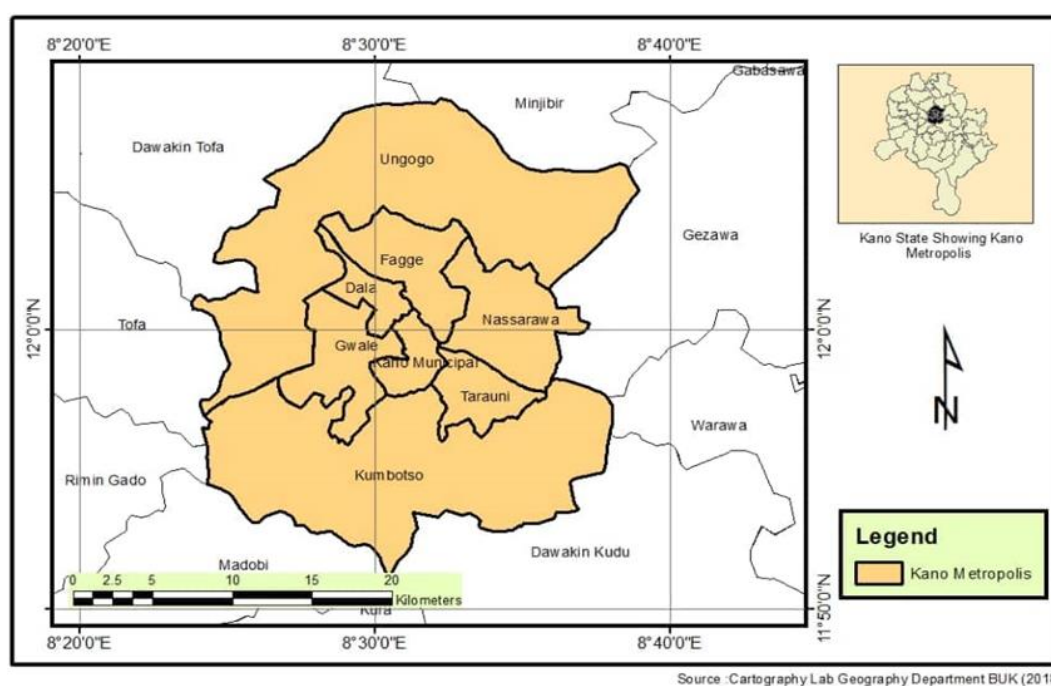 8°20'0"E 8°30'0"E 8°40'0"E
Gabasawa
Minjibir
Dawakin Tofa
Ungogo
Gezawa
Kano State Showing Kano
Metropolis
Fagge
Dala
12°0'0"N
Tofa
Nassarawa
12°0'0"N
Gwale
Kano Municipal
Tarauni
N
Warawa
Rimin Gado
Kumbotso
Legend
Kano Metropolis
Dawakin Kudu
Madobi
0 2.5 5 10 15 20
Kilometers
Kura
11°50'0"N
8°20'0"E 8°30'0"E 8°40'0"E
Source :Cartography Lab Geography Department BUK (201